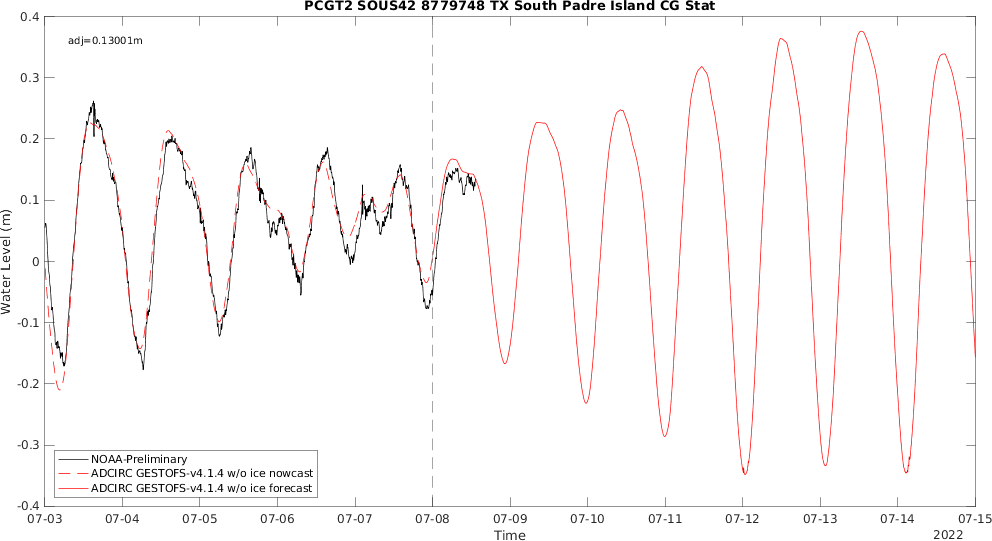 PCGT2 SOUS42 8779748 TX South Padre Island CG Stat
adj=0.13001m
0.4
0.3
0.2
0.1
0
-0.1
-0.2
-0.3
-0.4
Water Level (m)
NOAA-Preliminary
ADCIRC GESTOFS-v4.1.4 w/o ice nowcast
ADCIRC GESTOFS-v4.1.4 w/o ice forecast
07-03 07-04 07-05 07-06 07-07 07-08 07-09 07-10 07-11 07-12 07-13 07-14 07-15
Time
2022